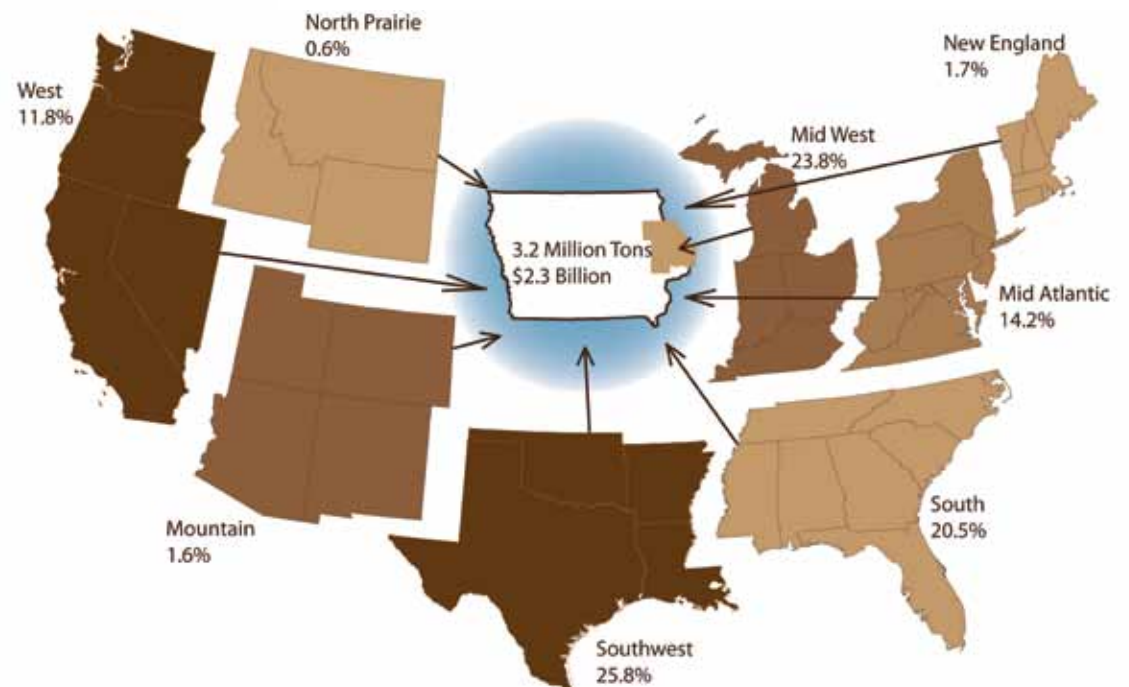 North Prairie
0.6%
New England
1.7%
West
11.8%
Mid West
23.8%
3.2 Million Tons
$2.3 Billion
Mid Atlantic
14.2%
South
20.5%
Mountain
1.6%
Southwest
25.8%